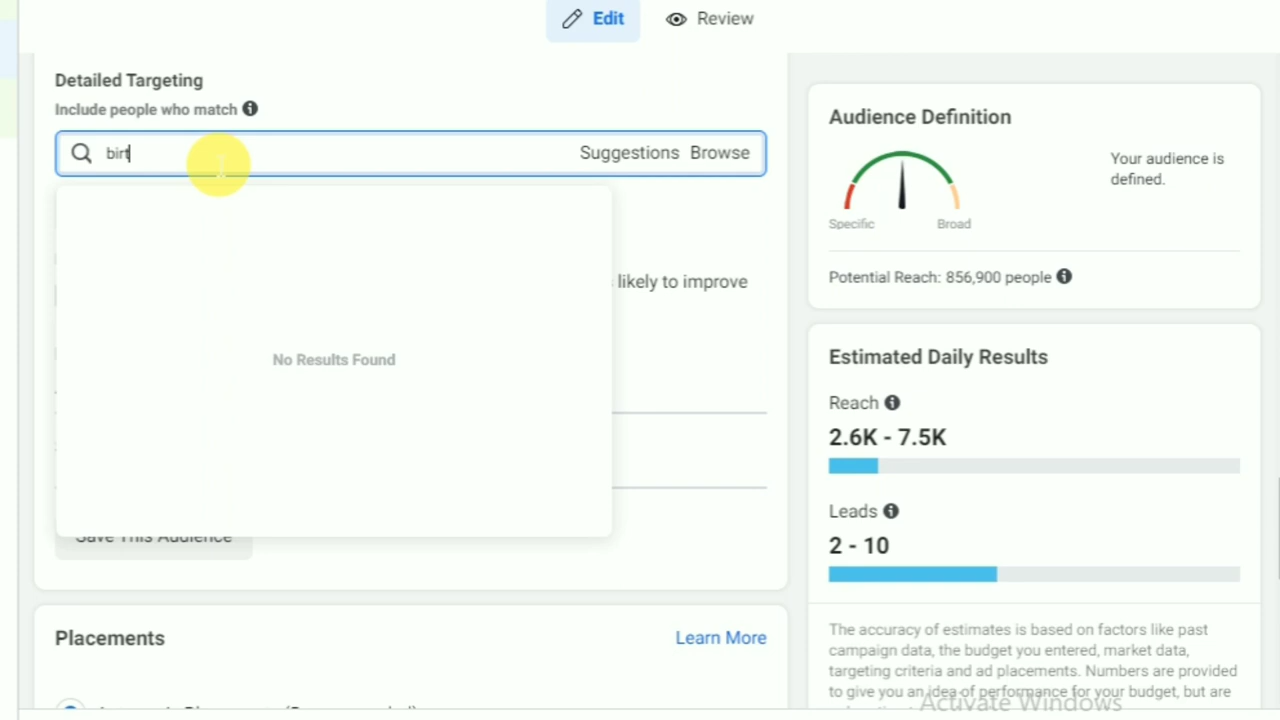 Edit
Review
Detailed Targeting
Include people who match
birt
Suggestions Browse
No Results Found
likely to improve
Save This Audience
Placements
Learn More
Audience Definition
Your audience is
defined.
Specific
Broad
Potential Reach: 856,900 people
Estimated Daily Results
Reach
2.6K - 7.5K
Leads
2 - 10
The accuracy of estimates is based on factors like past
campaign data, the budget you entered, market data,
targeting criteria and ad placements. Numbers are provided
to give you an idea of performance for your budget, but are
Activate Windows